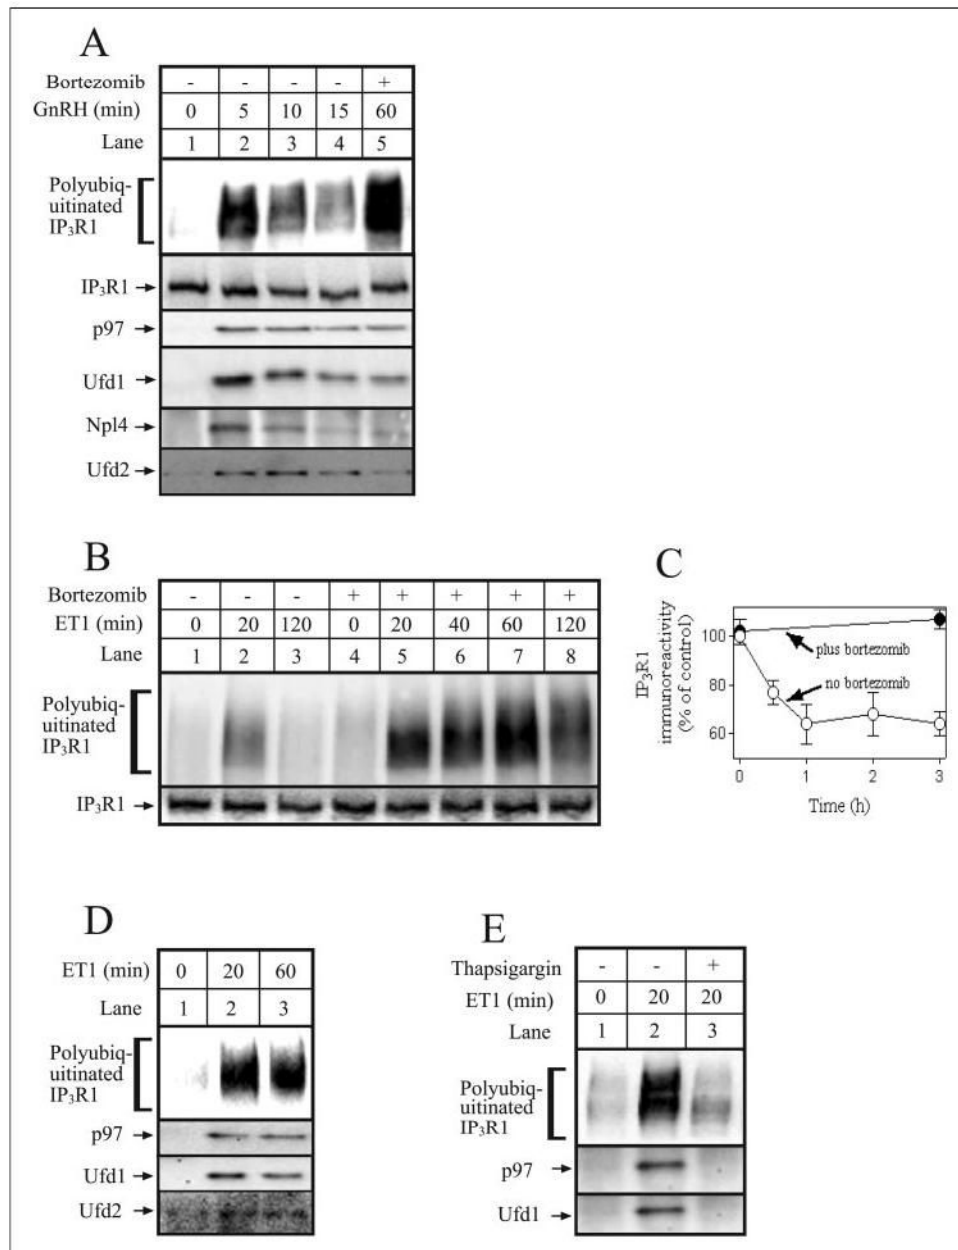 A
Bortezomib - - - - +
GnRH (min) 0 5 10 15 60
Lane 1 2 3 4 5
Polyubiq-
uitinated
IP₃R1
IP₃R1
p97
Ufd1
Npl4
Ufd2
B
Bortezomib - - - + + + + +
ET1 (min) 0 20 120 0 20 40 60 120
Lane 1 2 3 4 5 6 7 8
Polyubiq-
uitinated
IP₃R1
IP₃R1
C
IP₃R1
immunoreactivity
(% of control)
100
80
60
plus bortezomib
no bortezomib
0 1 2 3
Time (h)
D
ET1 (min) 0 20 60
Lane 1 2 3
Polyubiq-
uitinated
IP₃R1
p97
Ufd1
Ufd2
E
Thapsigargin - - +
ET1 (min) 0 20 20
Lane 1 2 3
Polyubiq-
uitinated
IP₃R1
p97
Ufd1